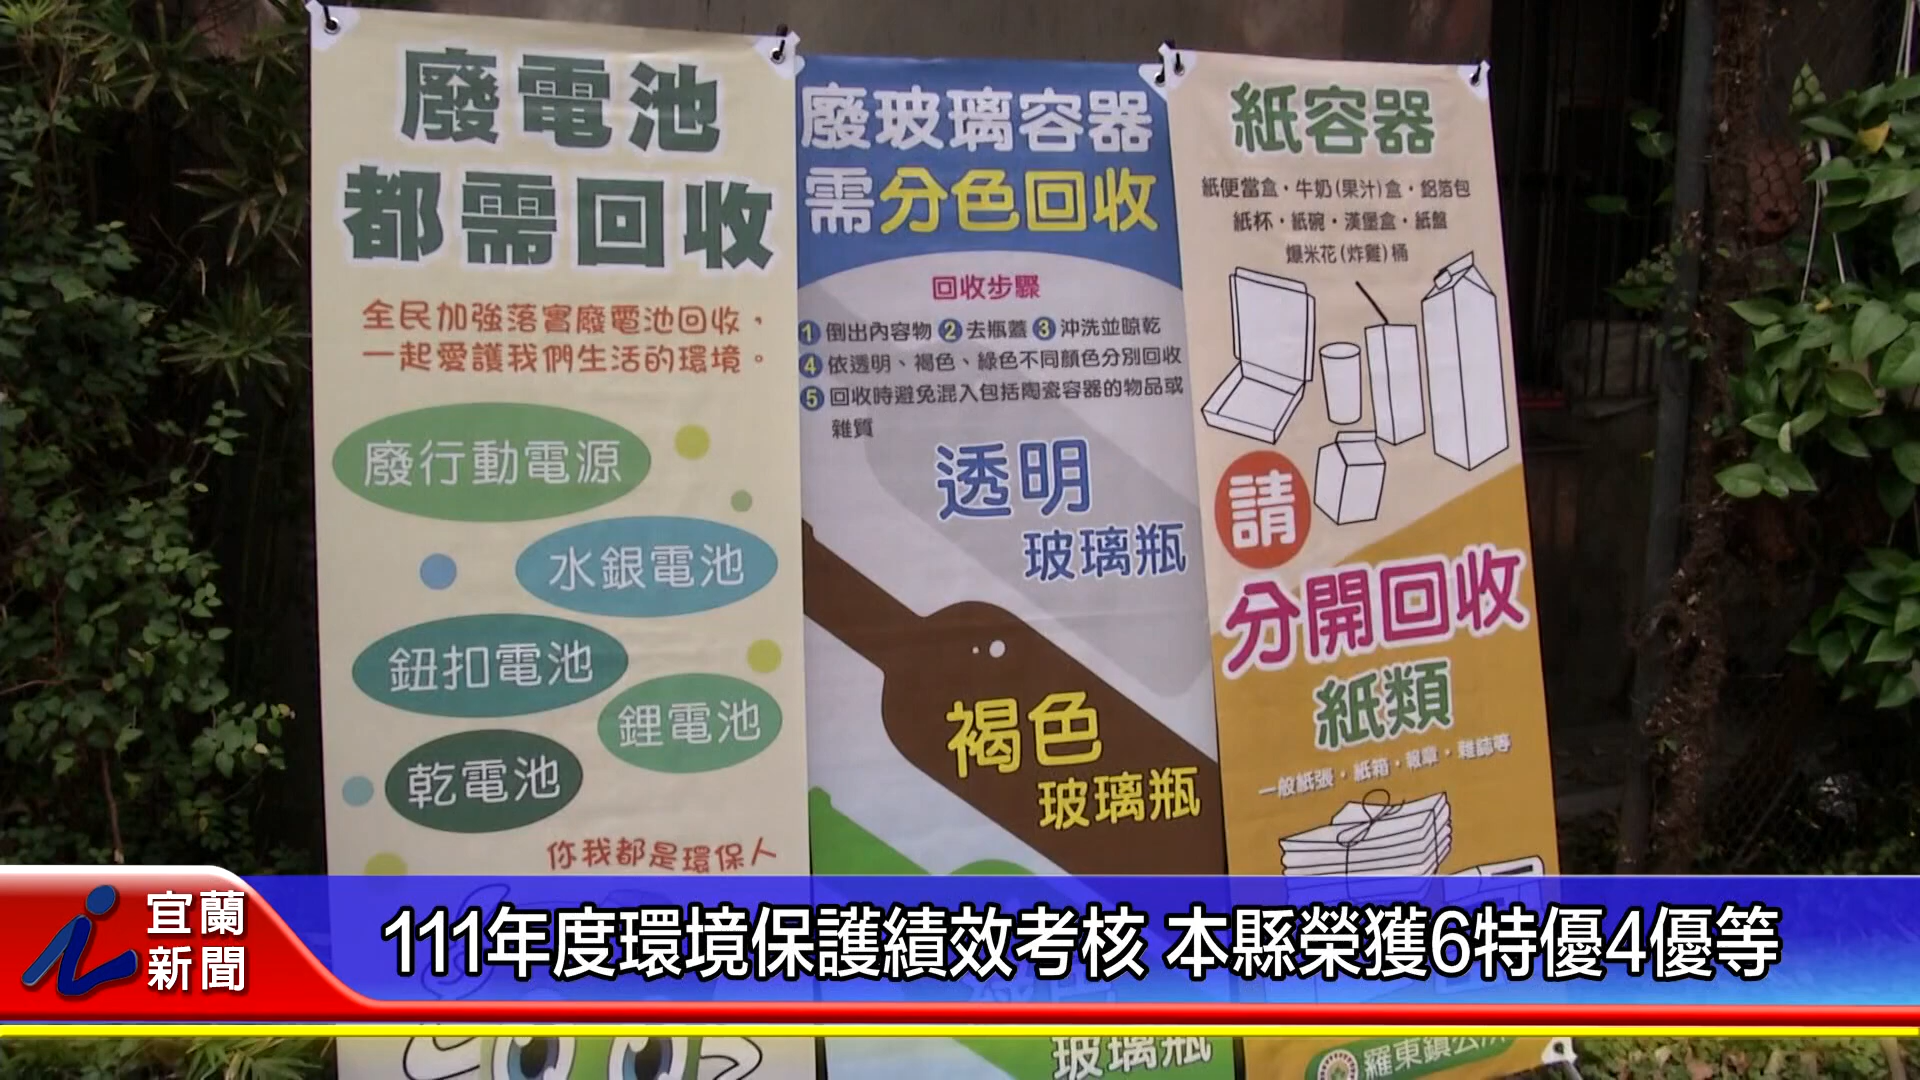 廢電池
都需回收
全民加強落實廢電池回收，
一起愛護我們生活的環境。
廢行動電源
水銀電池
鈕扣電池
鋰電池
乾電池
你我都是環保人
廢玻璃容器
需分色回收
回收步驟
1 倒出內容物 2 去瓶蓋 3 沖洗並晾乾
4 依透明、褐色、綠色不同顏色分別回收
5 回收時避免混入包括陶瓷容器的物品或
雜質
透明
玻璃瓶
褐色
玻璃瓶
玻璃瓶
紙容器
紙便當盒・牛奶(果汁)盒・鋁箔包
紙杯・紙碗・漢堡盒・紙盤
爆米花(炸雞)桶
請
分開回收
紙類
一般紙張・紙箱・報章・雜誌等
羅東鎮公所
宜蘭
新聞
111年度環境保護績效考核 本縣榮獲6特優4優等